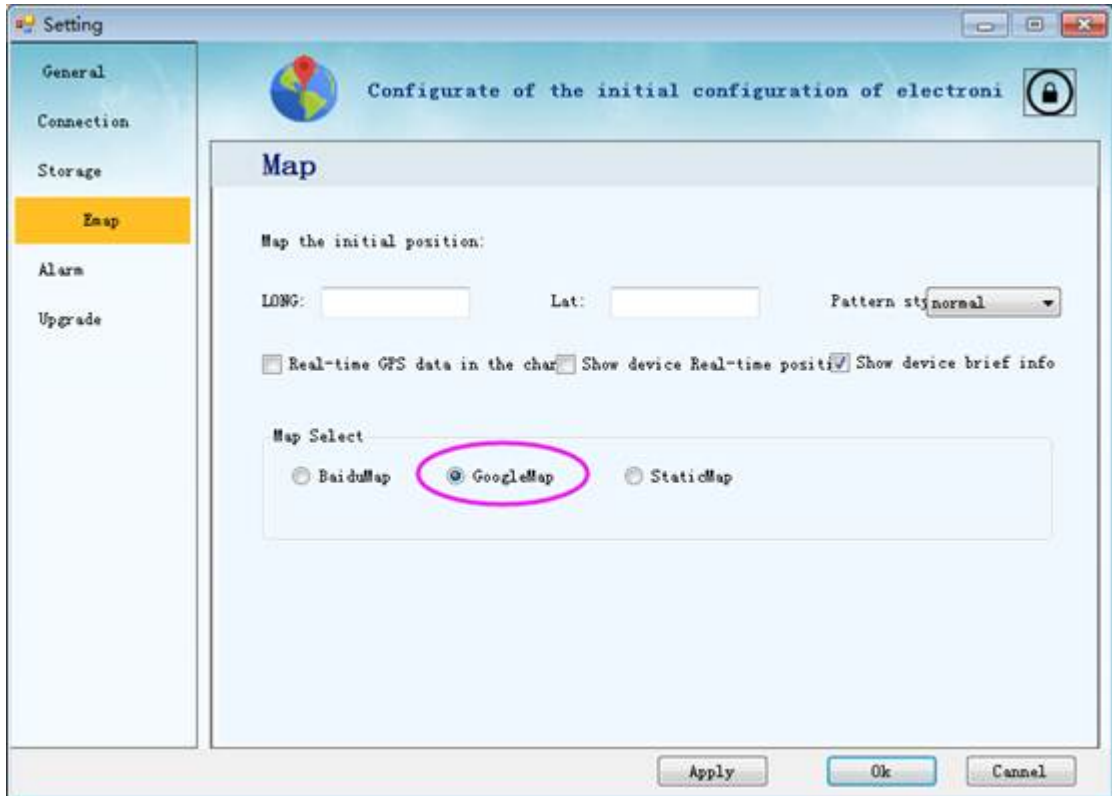 Setting
General
Connection
Storage
Emap
Alarm
Upgrade
Configurate of the initial configuration of electroni
Map
Map the initial position:
LONG: Lat: Pattern sty normal
Real-time GPS data in the char Show device Real-time positi Show device brief info
Map Select
BaiduMap GoogleMap StaticMap
Apply Ok Cannel